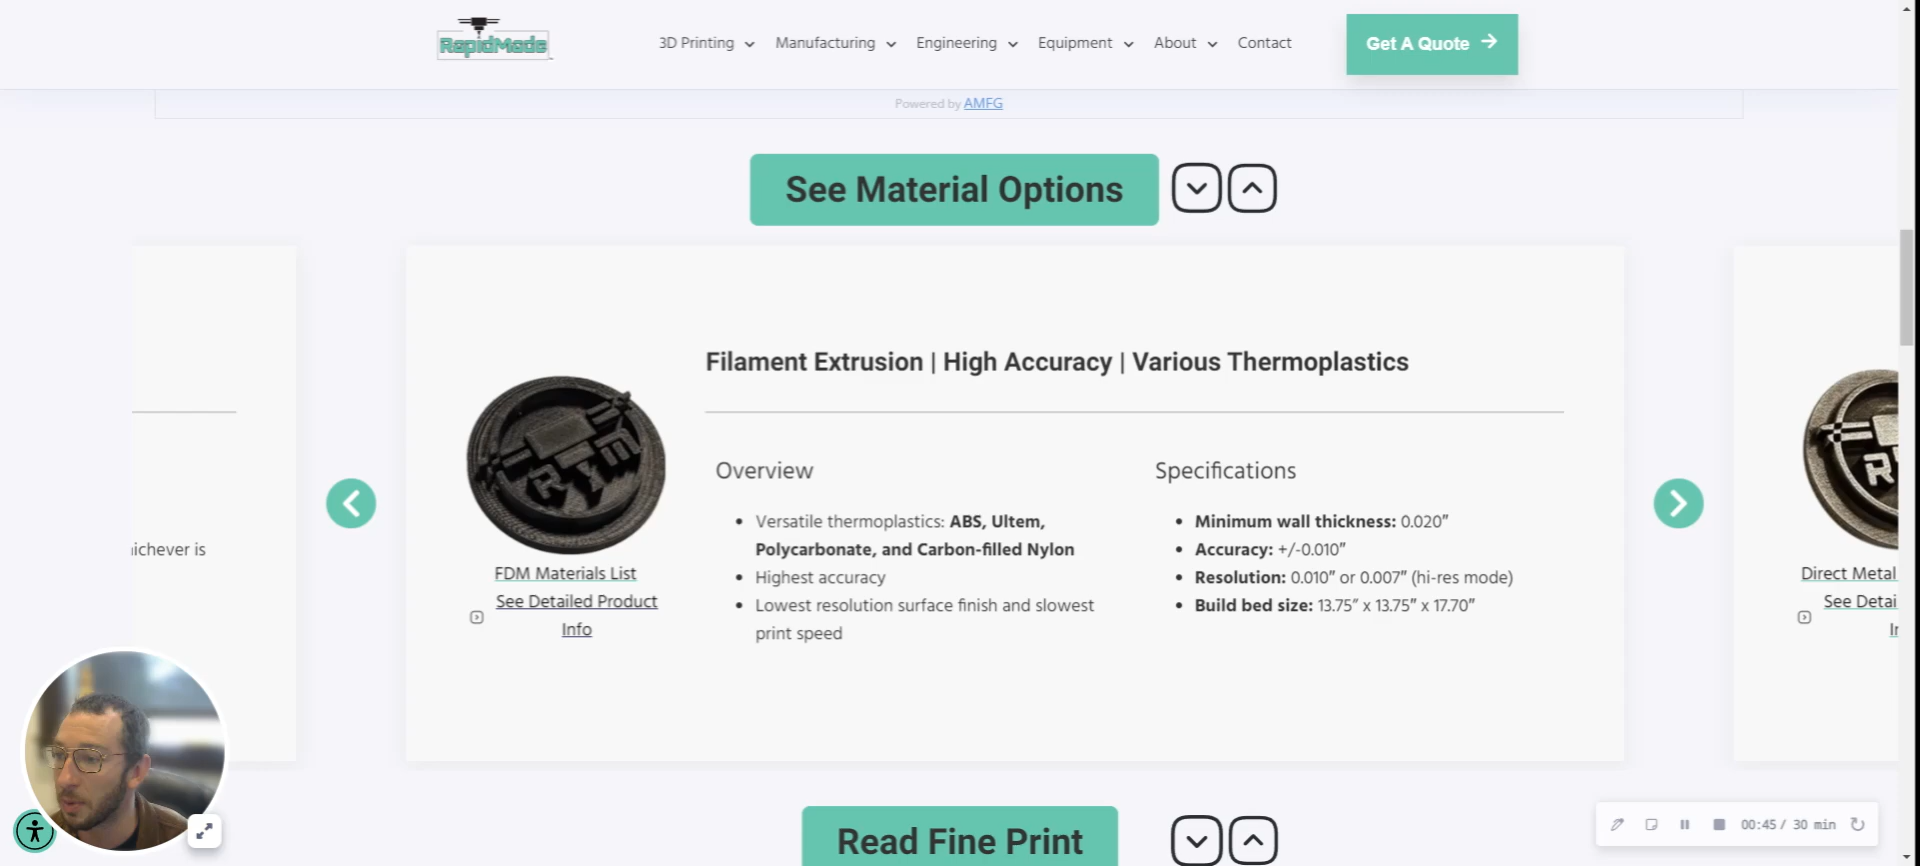 RapidMade
3D Printing
Manufacturing
Engineering
Equipment
About
Contact
Get A Quote
Powered by AMFG
See Material Options
Filament Extrusion | High Accuracy | Various Thermoplastics
RYM
Overview
Specifications
Versatile thermoplastics: ABS, Ultem,
Polycarbonate, and Carbon-filled Nylon
Highest accuracy
Lowest resolution surface finish and slowest
print speed
Minimum wall thickness: 0.020"
Accuracy: +/-0.010"
Resolution: 0.010" or 0.007" (hi-res mode)
Build bed size: 13.75" x 13.75" x 17.70"
FDM Materials List
See Detailed Product
Info
Direct Metal
Read Fine Print
00:45 / 30 min